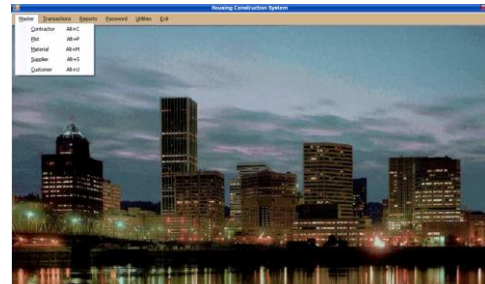 Housing Construction System
Master Transactions Reports Password Utilities Exit
Contractor Alt+C
Plot Alt+P
Material Alt+M
Supplier Alt+S
Customer Alt+U